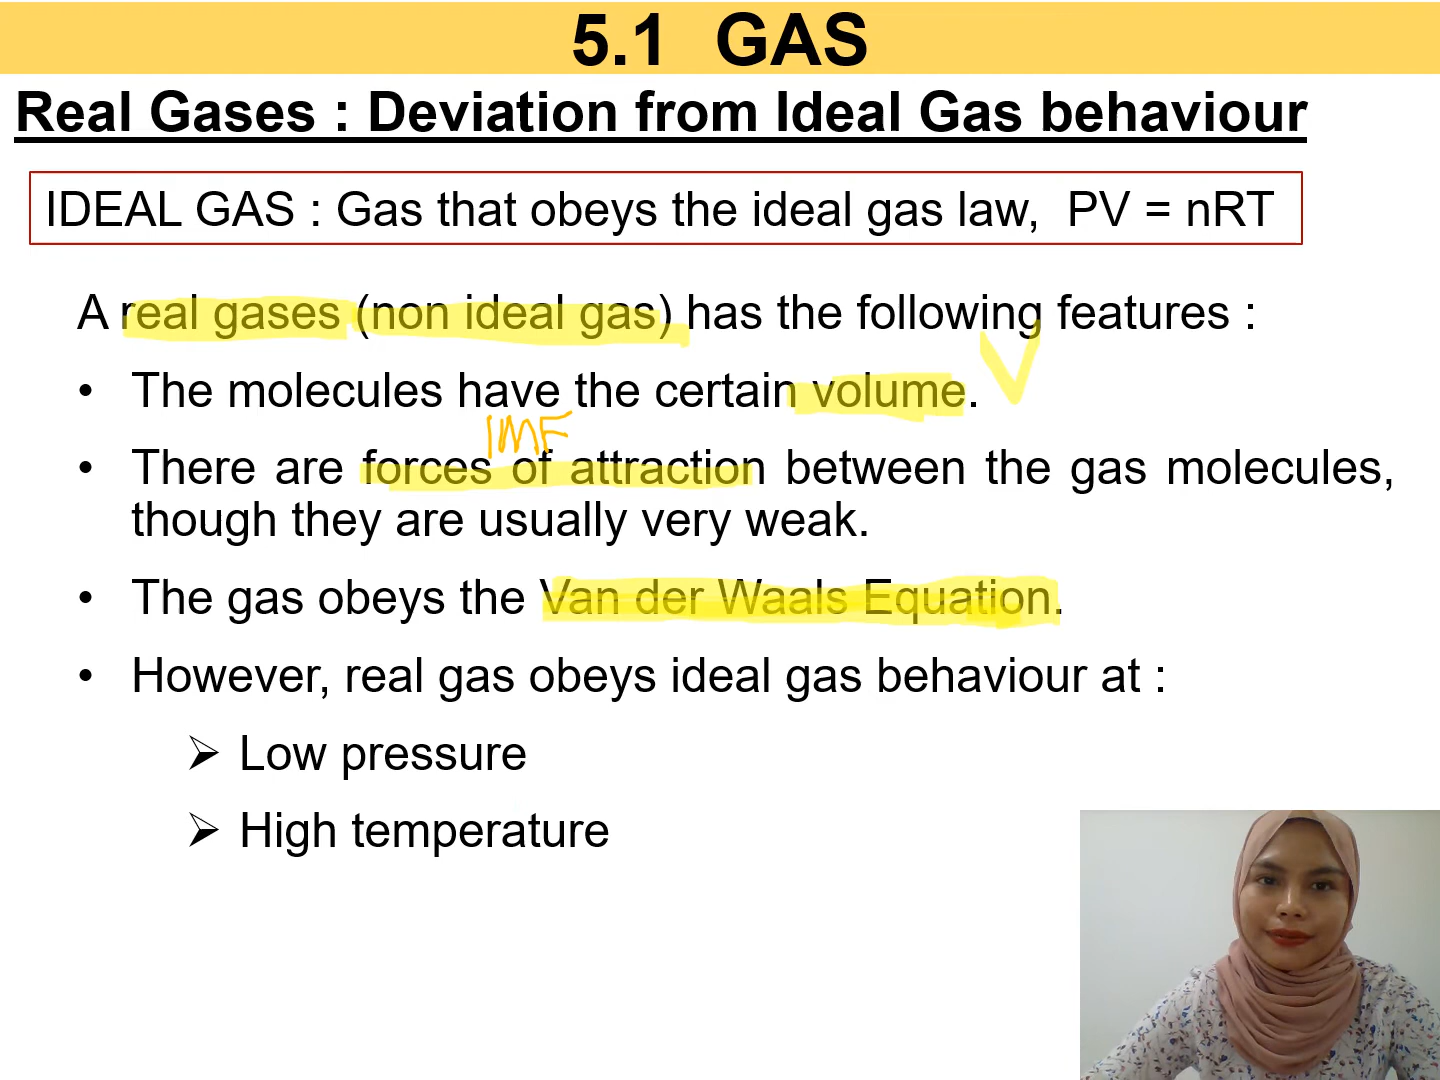 5.1 GAS
Real Gases : Deviation from Ideal Gas behaviour
IDEAL GAS : Gas that obeys the ideal gas law, PV = nRT
A real gases (non ideal gas) has the following features :
• The molecules have the certain volume. V
IMF
• There are forces of attraction between the gas molecules,
though they are usually very weak.
• The gas obeys the Van der Waals Equation.
• However, real gas obeys ideal gas behaviour at :
➢ Low pressure
➢ High temperature